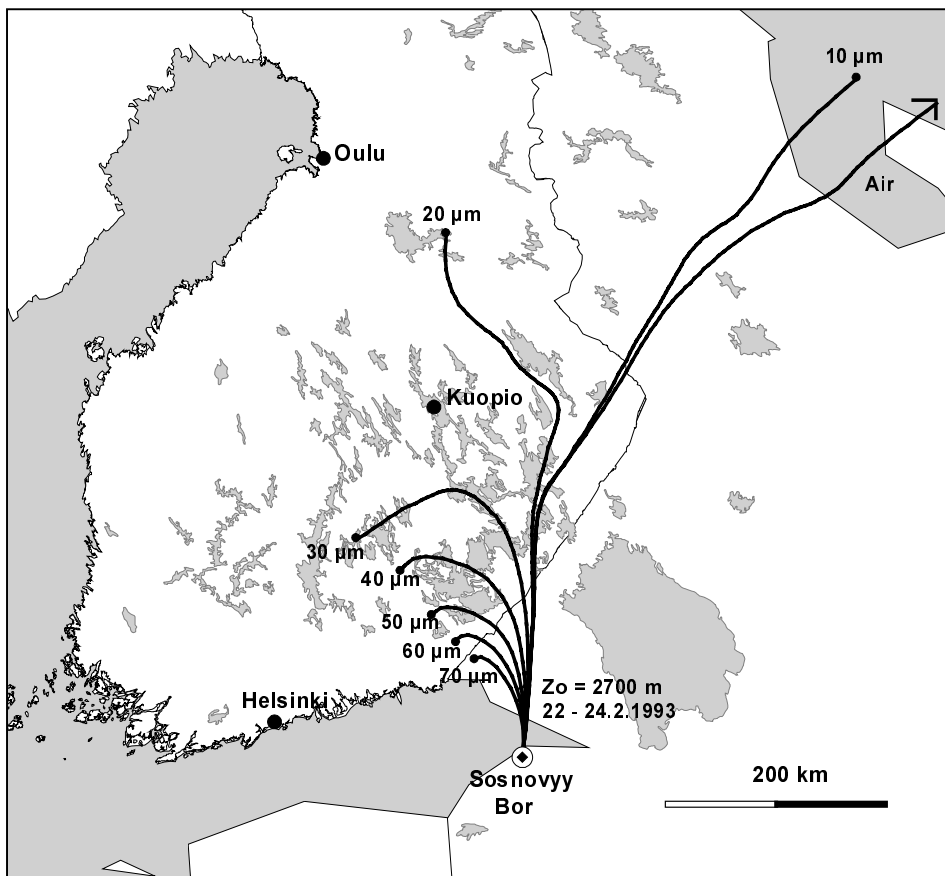 10 µm
Oulu
Air
20 µm
Kuopio
30 µm
40 µm
50 µm
60 µm
70 µm
Zo = 2700 m
22 - 24.2.1993
Helsinki
Sosnovyy
Bor
200 km